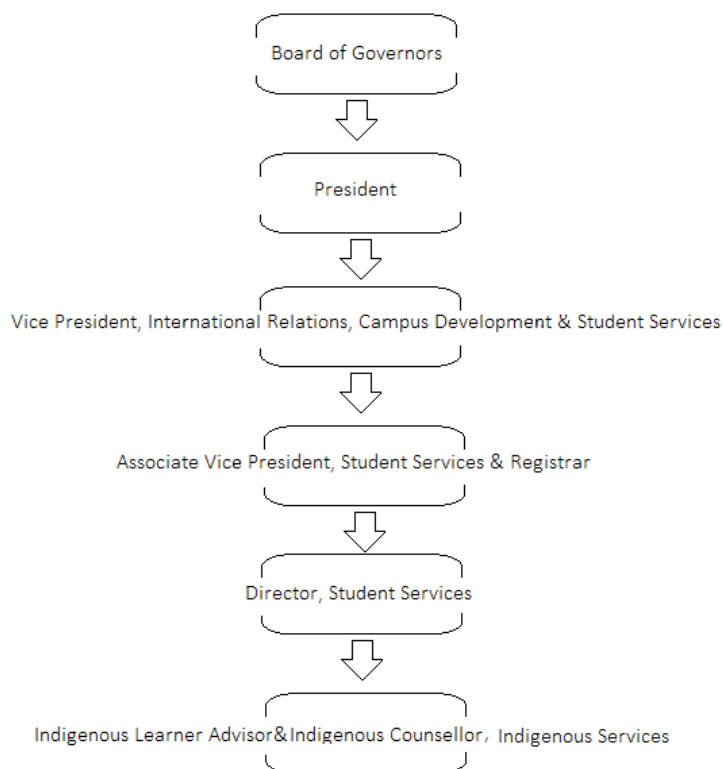 Board of Governors
President
Vice President, International Relations, Campus Development & Student Services
Associate Vice President, Student Services & Registrar
Director, Student Services
Indigenous Learner Advisor&Indigenous Counsellor, Indigenous Services